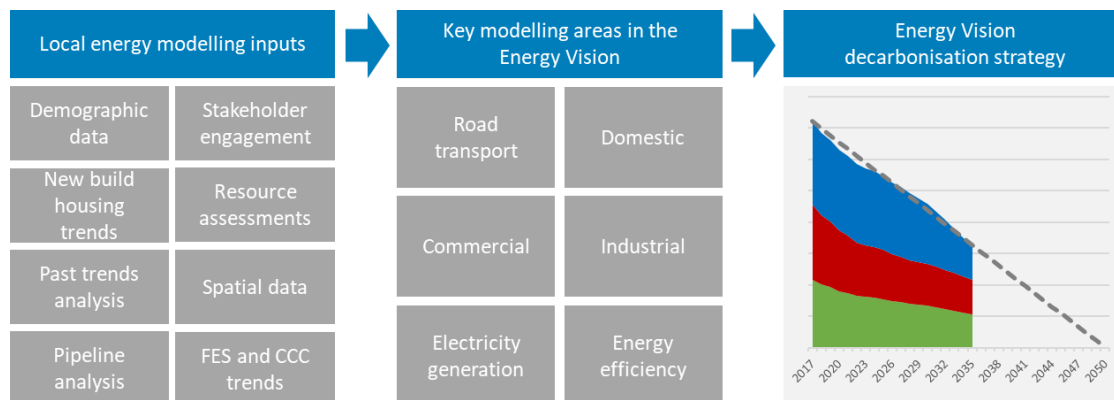 Local energy modelling inputs
Key modelling areas in the
Energy Vision
Energy Vision
decarbonisation strategy
Demographic
data
Stakeholder
engagement
New build
housing
trends
Resource
assessments
Past trends
analysis
Spatial data
Pipeline
analysis
FES and CCC
trends
Road
transport
Domestic
Commercial
Industrial
Electricity
generation
Energy
efficiency
2017
2020
2023
2026
2029
2032
2035
2038
2041
2044
2047
2050